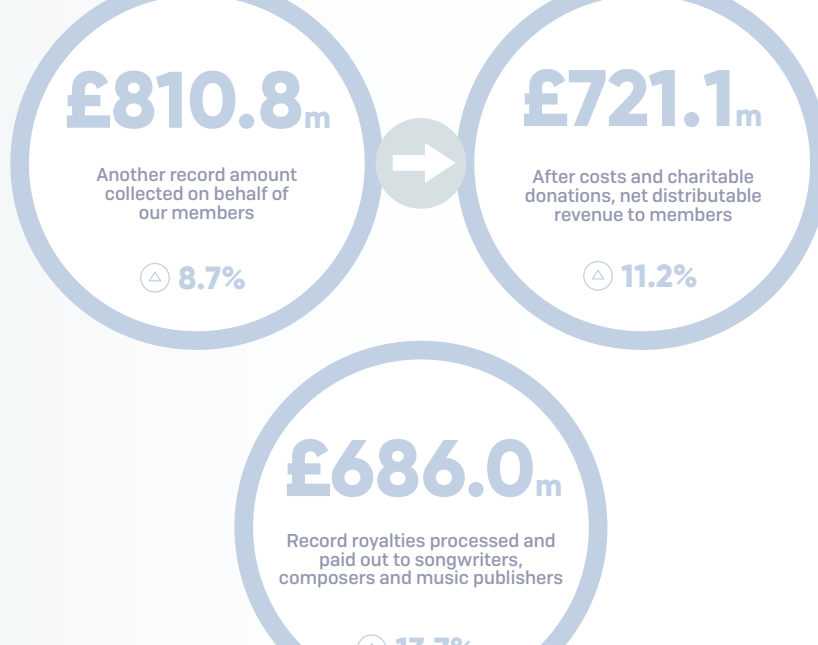 £810.8m
Another record amount
collected on behalf of
our members
8.7%
£721.1m
After costs and charitable
donations, net distributable
revenue to members
11.2%
£686.0m
Record royalties processed and
paid out to songwriters,
composers and music publishers